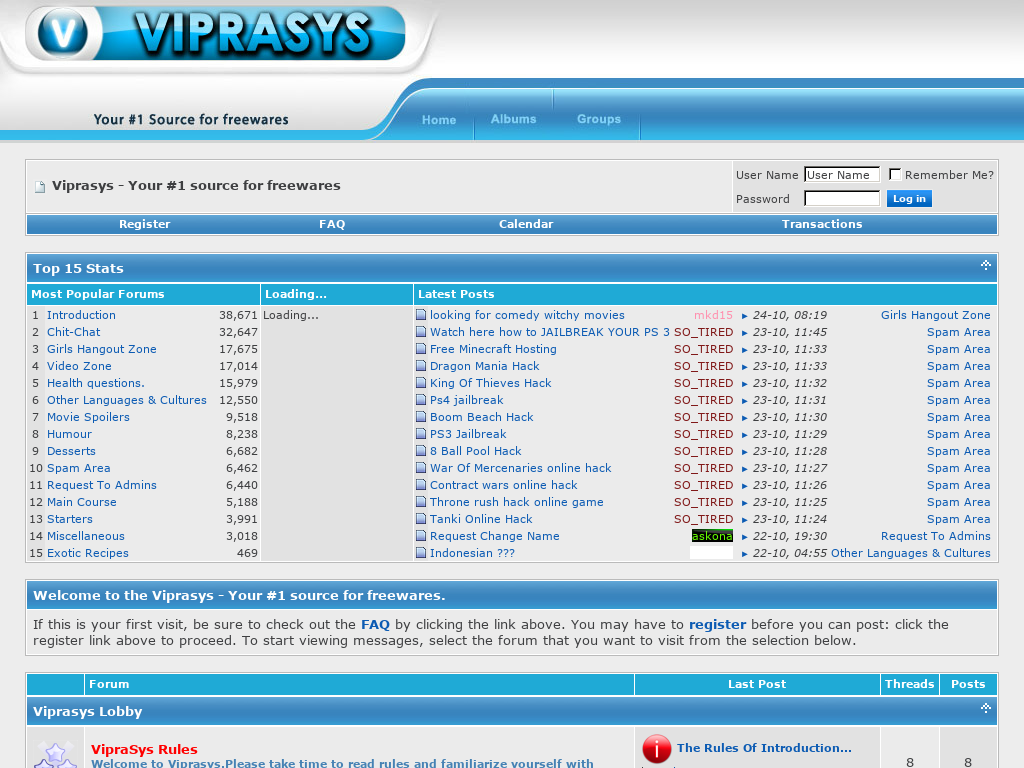 V VIPRASYS
Your #1 Source for freewares
Home Albums Groups
Viprasys - Your #1 source for freewares
User Name User Name Remember Me?
Password Log in
Register FAQ Calendar Transactions
Top 15 Stats
Most Popular Forums Loading... Latest Posts
1 Introduction 38,671 Loading... looking for comedy witchy movies mkd15 24-10, 08:19 Girls Hangout Zone
2 Chit-Chat 32,647 Watch here how to JAILBREAK YOUR PS 3 SO_TIRED 23-10, 11:45 Spam Area
3 Girls Hangout Zone 17,675 Free Minecraft Hosting SO_TIRED 23-10, 11:33 Spam Area
4 Video Zone 17,014 Dragon Mania Hack SO_TIRED 23-10, 11:33 Spam Area
5 Health questions. 15,979 King Of Thieves Hack SO_TIRED 23-10, 11:32 Spam Area
6 Other Languages & Cultures 12,550 Ps4 jailbreak SO_TIRED 23-10, 11:31 Spam Area
7 Movie Spoilers 9,518 Boom Beach Hack SO_TIRED 23-10, 11:30 Spam Area
8 Humour 8,238 PS3 Jailbreak SO_TIRED 23-10, 11:29 Spam Area
9 Desserts 6,682 8 Ball Pool Hack SO_TIRED 23-10, 11:28 Spam Area
10 Spam Area 6,462 War Of Mercenaries online hack SO_TIRED 23-10, 11:27 Spam Area
11 Request To Admins 6,440 Contract wars online hack SO_TIRED 23-10, 11:26 Spam Area
12 Main Course 5,188 Throne rush hack online game SO_TIRED 23-10, 11:25 Spam Area
13 Starters 3,991 Tanki Online Hack SO_TIRED 23-10, 11:24 Spam Area
14 Miscellaneous 3,018 Request Change Name askona 22-10, 19:30 Request To Admins
15 Exotic Recipes 469 Indonesian ??? 22-10, 04:55 Other Languages & Cultures
Welcome to the Viprasys - Your #1 source for freewares.
If this is your first visit, be sure to check out the FAQ by clicking the link above. You may have to register before you can post: click the
register link above to proceed. To start viewing messages, select the forum that you want to visit from the selection below.
Forum Last Post Threads Posts
Viprasys Lobby
VipraSys Rules
The Rules Of Introduction...
Welcome to Viprasys.Please take time to read rules and familiarize yourself with
8 8